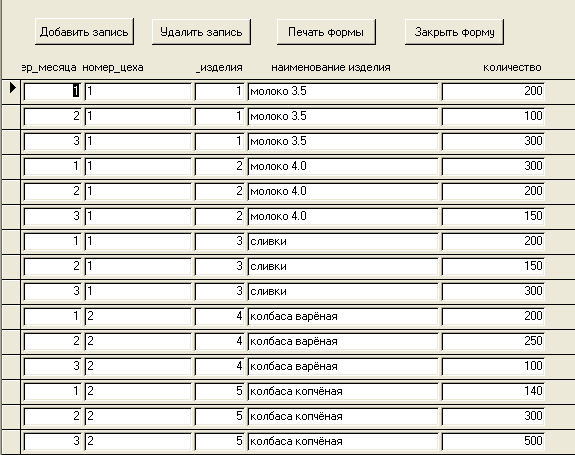 Добавить запись Удалить запись Печать формы Закрыть форму
ер_месяца номер_цеха _изделия наименование изделия количество
1 1 1 молоко 3.5 200
2 1 1 молоко 3.5 100
3 1 1 молоко 3.5 300
1 1 2 молоко 4.0 300
2 1 2 молоко 4.0 200
3 1 2 молоко 4.0 150
1 1 3 сливки 200
2 1 3 сливки 150
3 1 3 сливки 300
1 2 4 колбаса варёная 200
2 2 4 колбаса варёная 250
3 2 4 колбаса варёная 100
1 2 5 колбаса копчёная 140
2 2 5 колбаса копчёная 300
3 2 5 колбаса копчёная 500